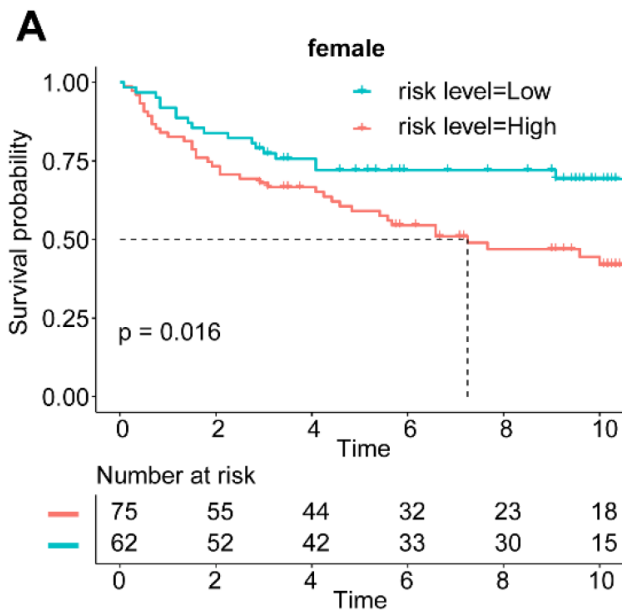 A
female
risk level=Low
risk level=High
Survival probability
1.00
0.75
0.50
0.25
0.00
p = 0.016
0 2 4 6 8 10
Time
Number at risk
75 55 44 32 23 18
62 52 42 33 30 15
0 2 4 6 8 10
Time